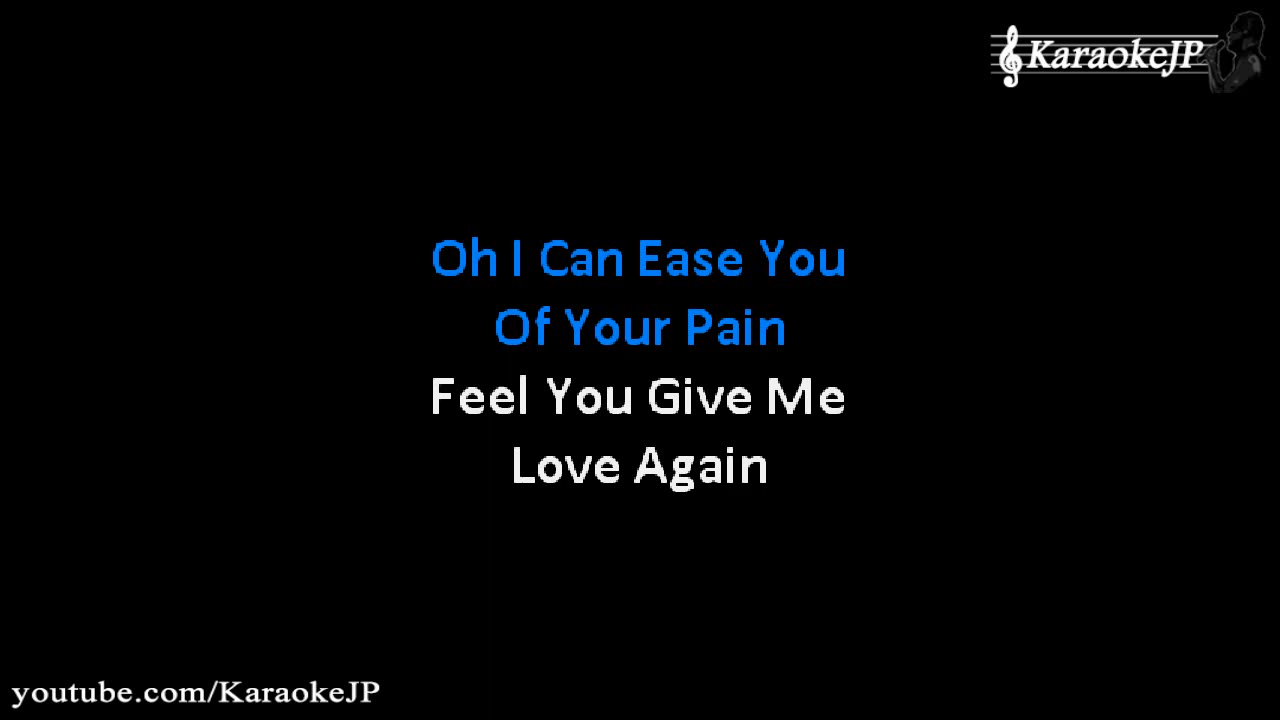 KaraokeJP
Oh I Can Ease You
Of Your Pain
Feel You Give Me
Love Again
youtube.com/KaraokeJP